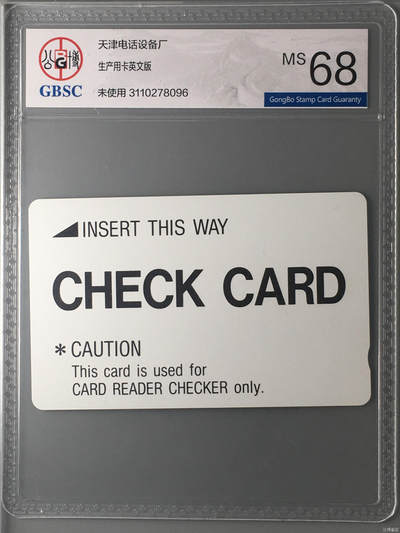 天津电话设备厂
生产用卡英文版
未使用 3110278096
GBSC
MS 68
GongBo Stamp Card Guaranty
INSERT THIS WAY
CHECK CARD
* CAUTION
This card is used for
CARD READER CHECKER only.